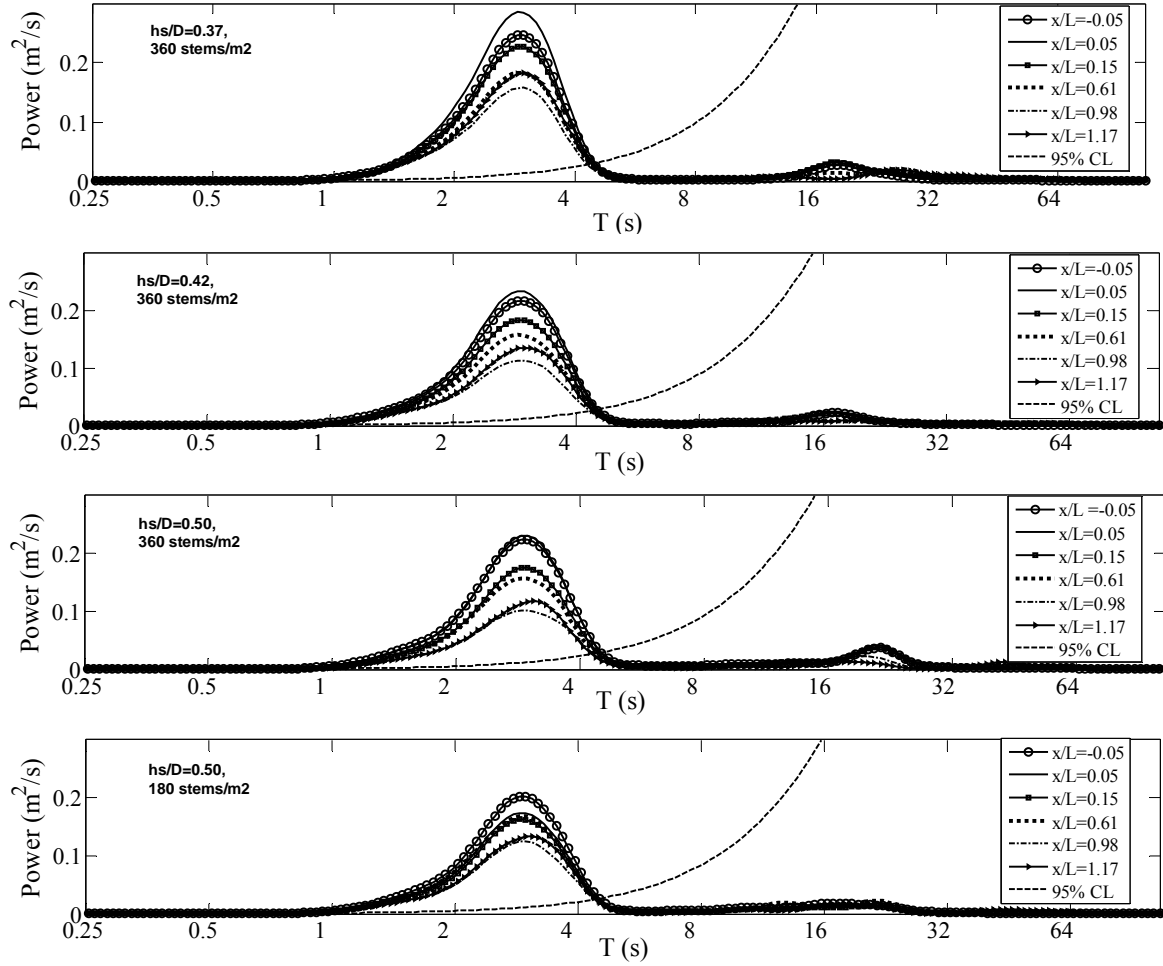 hs/D=0.37,
360 stems/m2
Power (m²/s)
0.2
0.1
0
0.25 0.5 1 2 4 8 16 32 64
T (s)
x/L=-0.05
x/L=0.05
x/L=0.15
x/L=0.61
x/L=0.98
x/L=1.17
95% CL
hs/D=0.42,
360 stems/m2
Power (m²/s)
0.2
0.1
0
0.25 0.5 1 2 4 8 16 32 64
T (s)
x/L=-0.05
x/L=0.05
x/L=0.15
x/L=0.61
x/L=0.98
x/L=1.17
95% CL
hs/D=0.50,
360 stems/m2
Power (m²/s)
0.2
0.1
0
0.25 0.5 1 2 4 8 16 32 64
T (s)
x/L =-0.05
x/L=0.05
x/L=0.15
x/L=0.61
x/L=0.98
x/L=1.17
95% CL
hs/D=0.50,
180 stems/m2
Power (m²/s)
0.2
0.1
0
0.25 0.5 1 2 4 8 16 32 64
T (s)
x/L=-0.05
x/L=0.05
x/L=0.15
x/L=0.61
x/L=0.98
x/L=1.17
95% CL